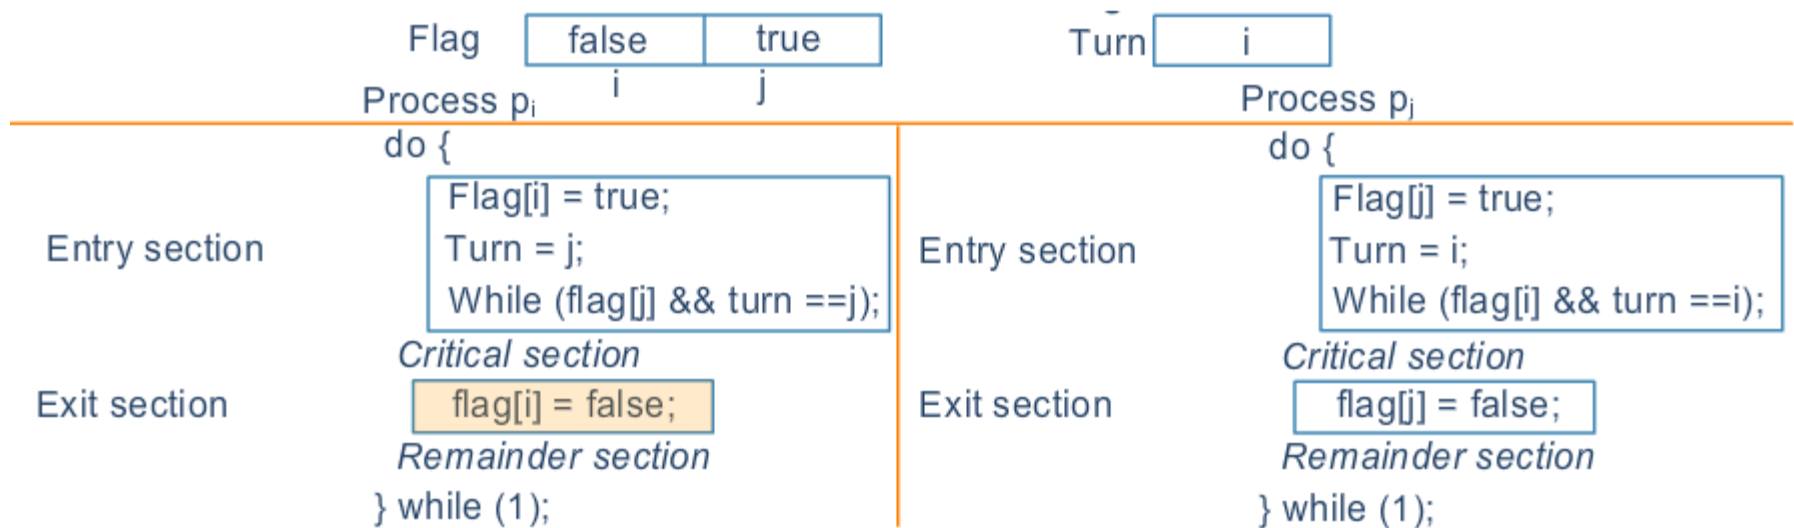 Flag false true Turn i
i j
Process pi Process pj
do {
Flag[i] = true;
Entry section Turn = j;
While (flag[j] && turn ==j);
Critical section
Exit section flag[i] = false;
Remainder section
} while (1);
do {
Flag[j] = true;
Entry section Turn = i;
While (flag[i] && turn ==i);
Critical section
Exit section flag[j] = false;
Remainder section
} while (1);